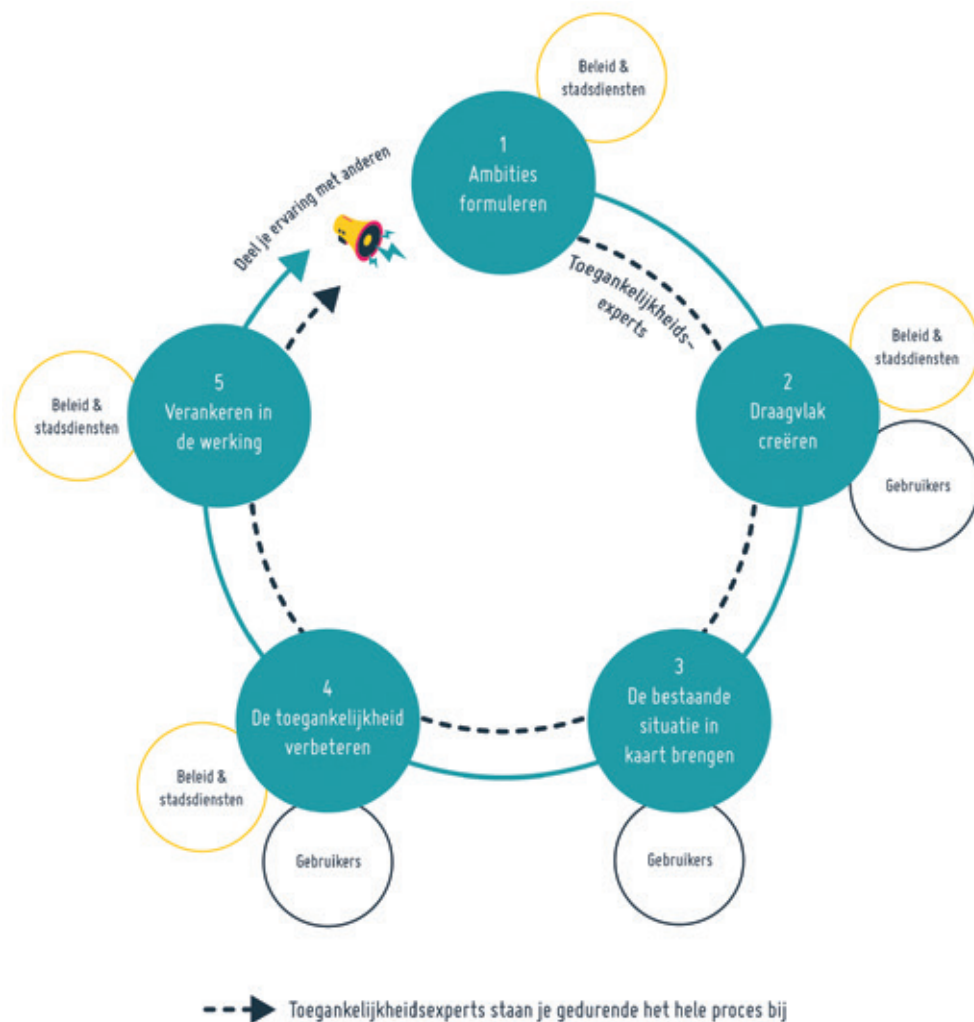 Beleid &
stadsdiensten
1
Ambities
formuleren
Deel je ervaring met anderen
Toegankelijkheids-
experts
2
Draagvlak
creëren
Beleid &
stadsdiensten
Gebruikers
3
De bestaande
situatie in
kaart brengen
Gebruikers
4
De toegankelijkheid
verbeteren
Beleid &
stadsdiensten
Gebruikers
5
Verankeren in
de werking
Beleid &
stadsdiensten
Toegankelijkheidsexperts staan je gedurende het hele proces bij